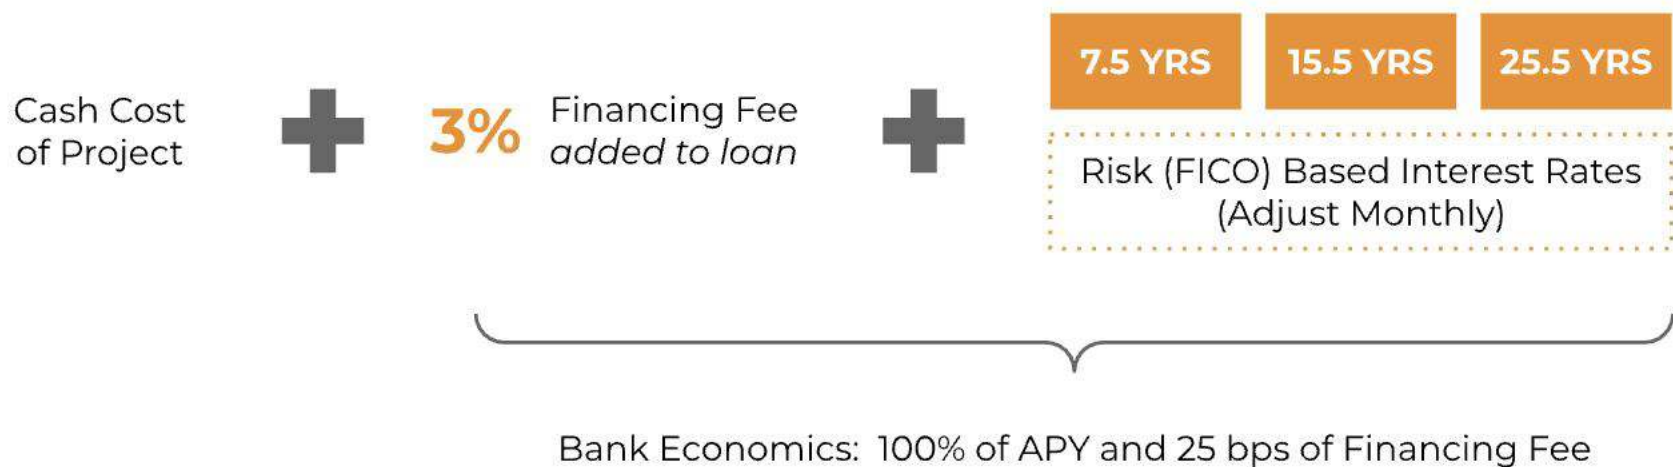 Cash Cost
of Project
3%
Financing Fee
added to loan
7.5 YRS
15.5 YRS
25.5 YRS
Risk (FICO) Based Interest Rates
(Adjust Monthly)
Bank Economics: 100% of APY and 25 bps of Financing Fee